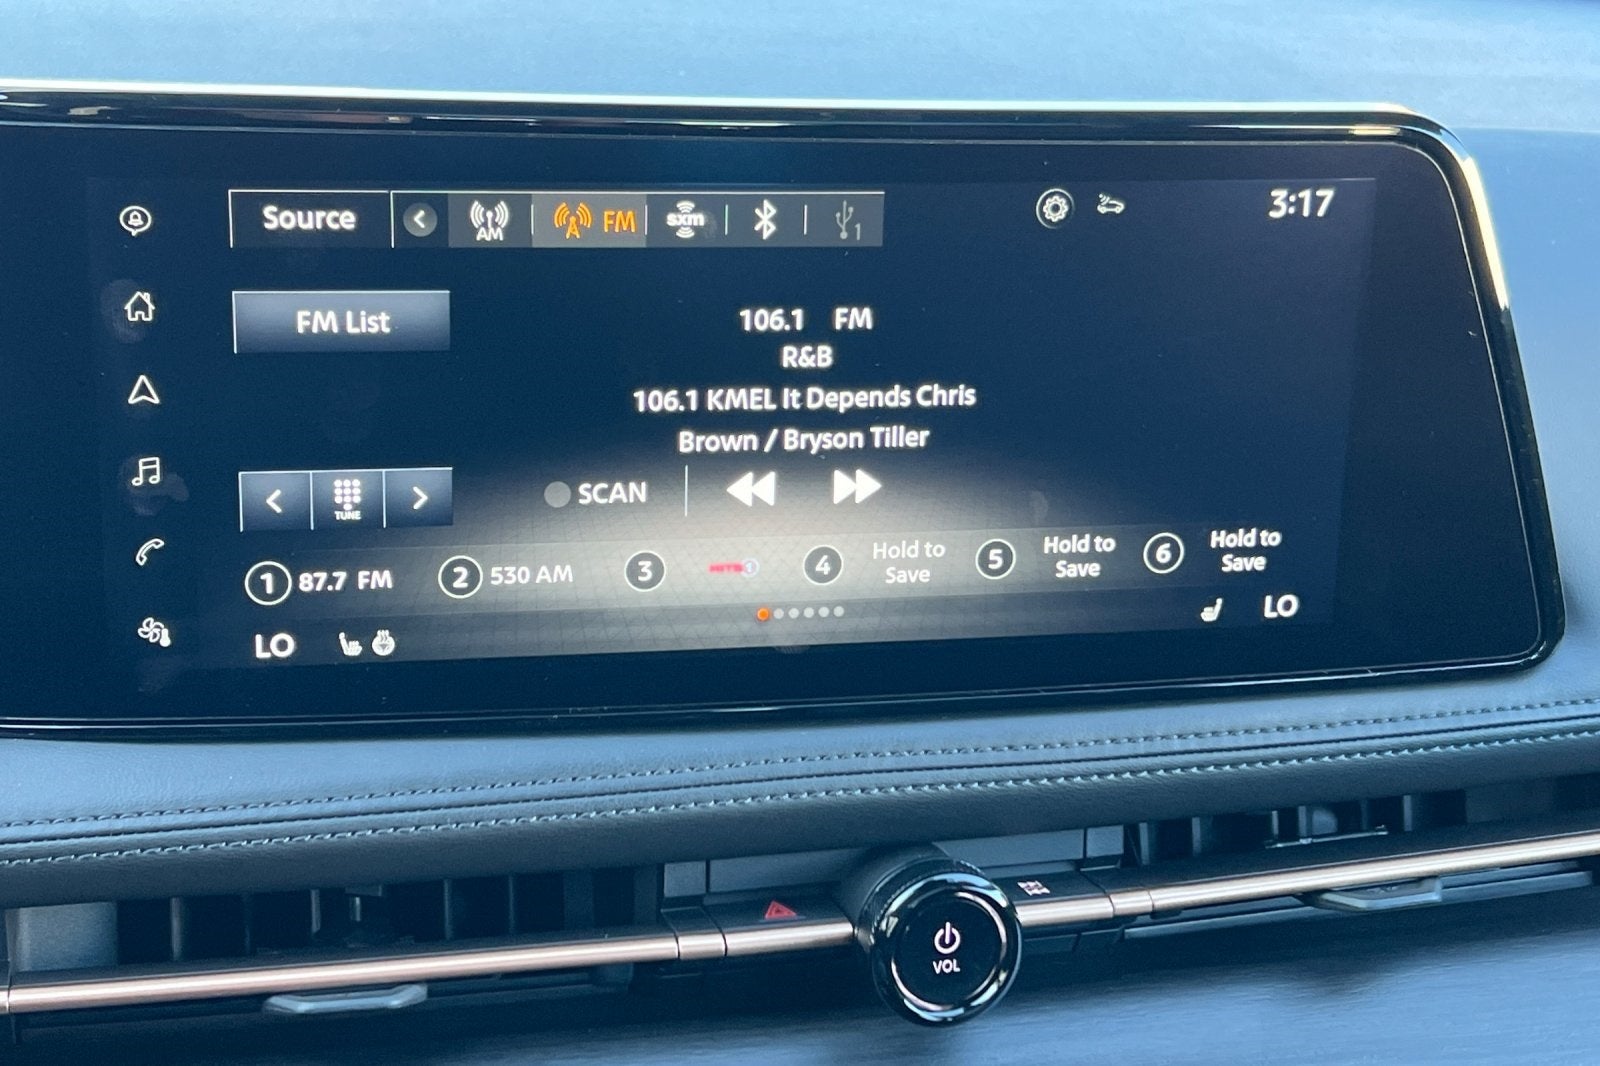 Source
AM
FM
sxm
1
3:17
FM List
106.1 FM
R&B
106.1 KMEL It Depends Chris
Brown / Bryson Tiller
TUNE
SCAN
1 87.7 FM
2 530 AM
3 HITS1
4 Hold to
Save
5 Hold to
Save
6 Hold to
Save
LO
LO
VOL